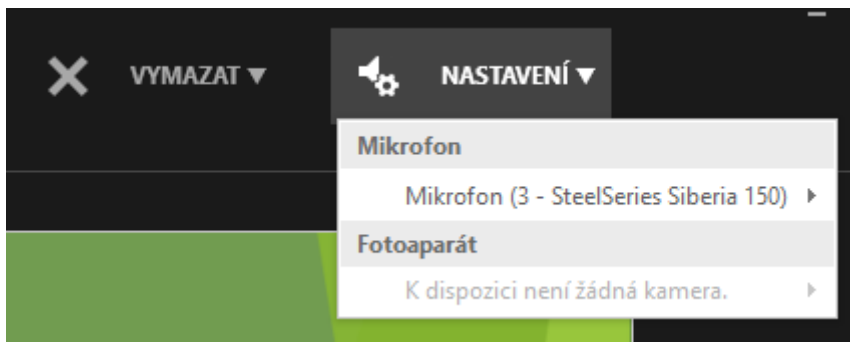 VYMAZAT
NASTAVENÍ
Mikrofon
Mikrofon (3 - SteelSeries Siberia 150)
Fotoaparát
K dispozici není žádná kamera.